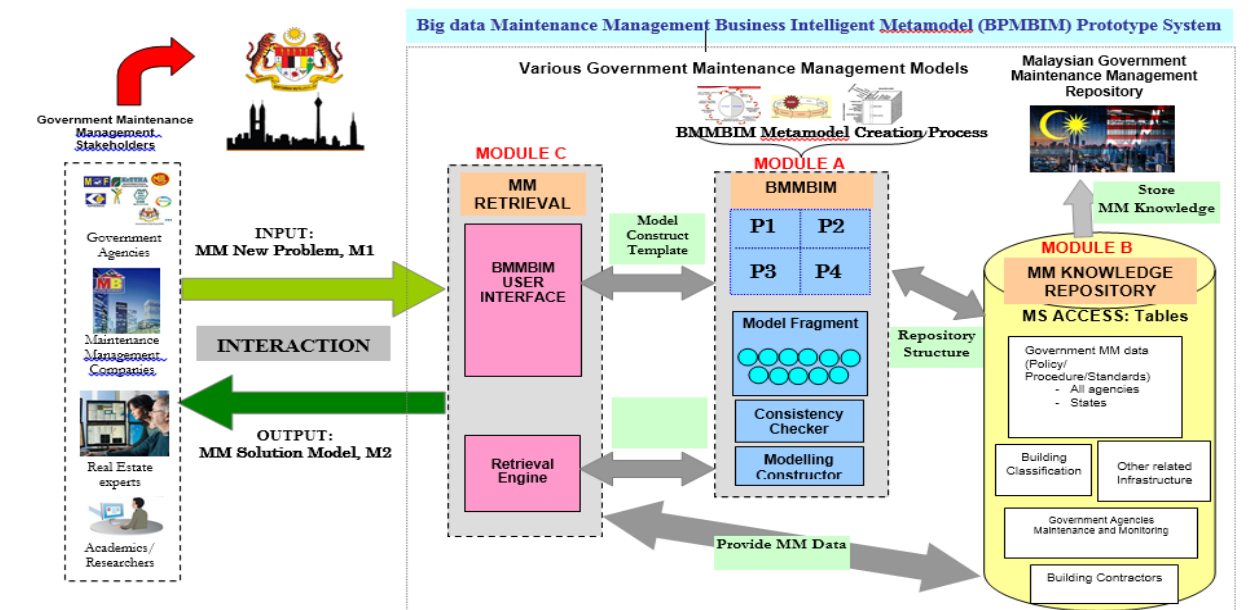 Big data Maintenance Management Business Intelligent Metamodel (BPMBIM) Prototype System
Government Maintenance
Management
Stakeholders
Various Government Maintenance Management Models
BMMBIM Metamodel Creation Process
Malaysian Government
Maintenance Management
Repository
Government
Agencies
MB
Maintenance
Management
Companies
Real Estate
experts
Academics/
Researchers
INPUT:
MM New Problem, M1
INTERACTION
OUTPUT:
MM Solution Model, M2
MODULE C
MM
RETRIEVAL
BMMBIM
USER
INTERFACE
Retrieval
Engine
Model
Construct
Template
MODULE A
BMMBIM
P1
P2
P3
P4
Model Fragment
Consistency
Checker
Modelling
Constructor
Repository
Structure
Provide MM Data
Store
MM Knowledge
MODULE B
MM KNOWLEDGE
REPOSITORY
MS ACCESS: Tables
Government MM data
(Policy/
Procedure/Standards)
- All agencies
- States
Building
Classification
Other related
Infrastructure
Government Agencies
Maintenance and Monitoring
Building Contractors